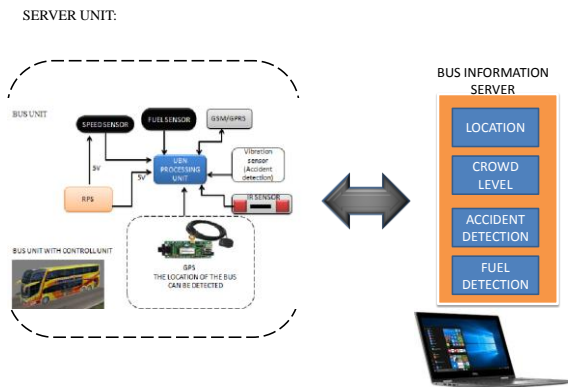 SERVER UNIT:
BUS UNIT
SPEED SENSOR
FUEL SENSOR
GSM/GPRS
5V
5V
UBN
PROCESSING
UNIT
Vibration
sensor
(Accident
detection)
RPS
IR SENSOR
GPS
THE LOCATION OF THE BUS
CAN BE DETECTED
BUS UNIT WITH CONTROLL UNIT
BUS INFORMATION
SERVER
LOCATION
CROWD
LEVEL
ACCIDENT
DETECTION
FUEL
DETECTION